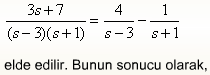 (3s+7)/((s−3)(s+1)) = 4/(s−3) − 1/(s+1)
elde edilir. Bunun sonucu olarak,